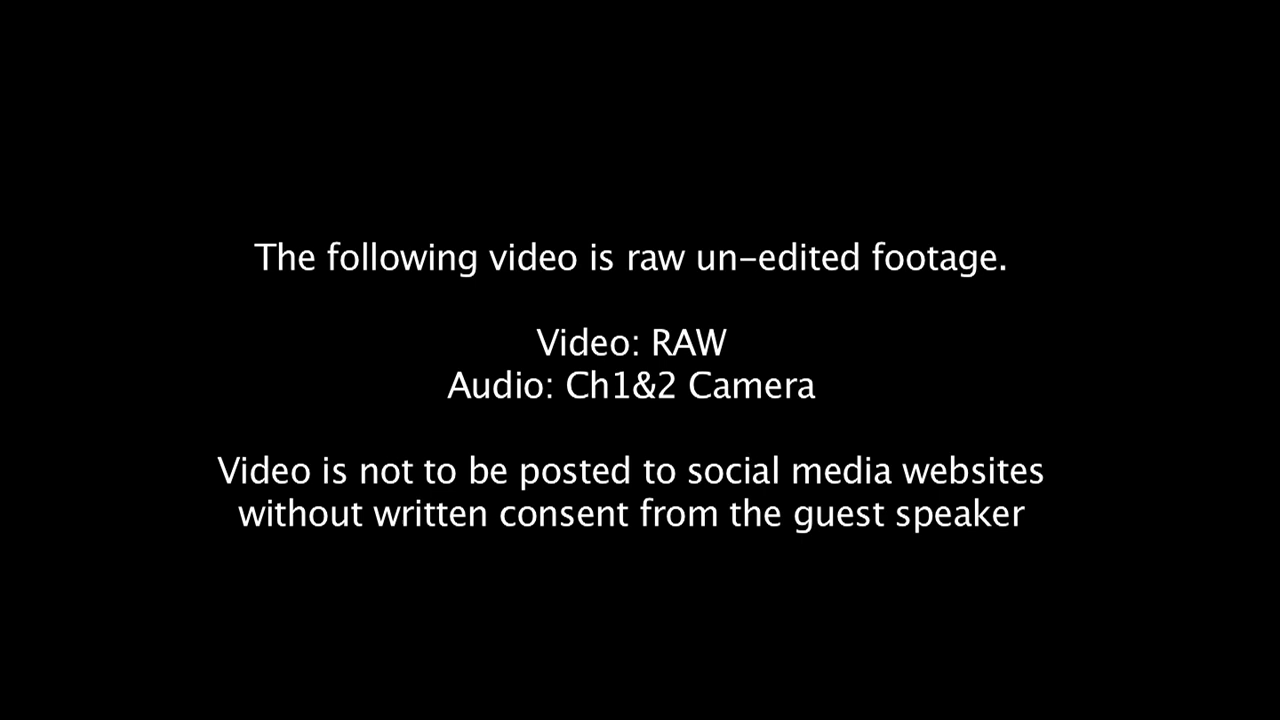 The following video is raw un-edited footage.
Video: RAW
Audio: Ch1&2 Camera
Video is not to be posted to social media websites
without written consent from the guest speaker